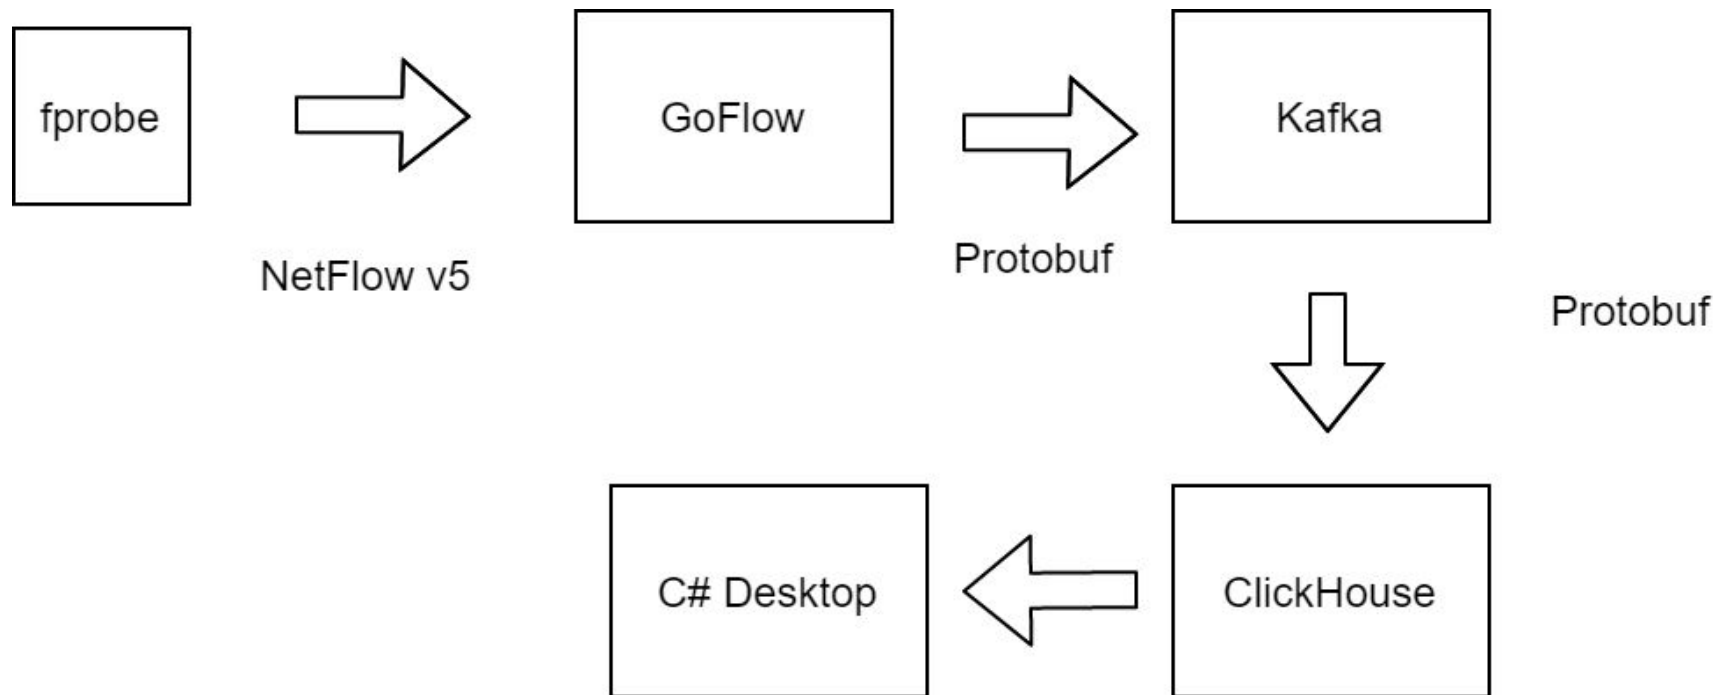 fprobe
GoFlow
Kafka
NetFlow v5
Protobuf
Protobuf
C# Desktop
ClickHouse